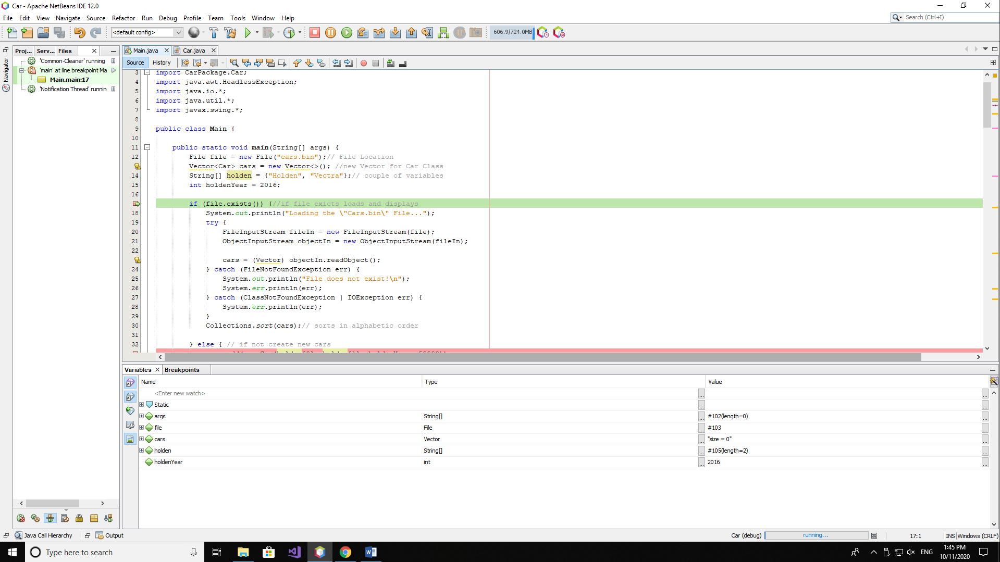 Car - Apache NetBeans IDE 12.0
File Edit View Navigate Source Refactor Run Debug Profile Team Tools Window Help
Search (Ctrl+I)
<default config>
606.9/724.0MB
Proj... Serv... Files
Main.java
Car.java
Navigator
Source History
'Common-Cleaner' running
'main' at line breakpoint Ma
Main.main:17
'Notification Thread' runnin
3 import CarPackage.Car;
4 import java.awt.HeadlessException;
5 import java.io.*;
6 import java.util.*;
7 import javax.swing.*;
8
9 public class Main {
10
11 public static void main(String[] args) {
12 File file = new File("cars.bin");// File Location
Vector<Car> cars = new Vector<>(); //new Vector for Car Class
14 String[] holden = {"Holden", "Vectra"};// couple of variables
15 int holdenYear = 2016;
16
if (file.exists()) {//if file exicts loads and displays
18 System.out.println("Loading the \"Cars.bin\" File...");
19 try {
20 FileInputStream fileIn = new FileInputStream(file);
21 ObjectInputStream objectIn = new ObjectInputStream(fileIn);
22
cars = (Vector) objectIn.readObject();
24 } catch (FileNotFoundException err) {
25 System.out.println("File does not exist!\n");
26 System.err.println(err);
27 } catch (ClassNotFoundException | IOException err) {
28 System.err.println(err);
29 }
30 Collections.sort(cars);// sorts in alphabetic order
31
32 } else { // if not create new cars
Variables Breakpoints
Name Type Value
<Enter new watch>
Static
args String[] #102(length=0)
file File #103
cars Vector "size = 0"
holden String[] #105(length=2)
holdenYear int 2016
Java Call Hierarchy Output
Car (debug) running... 17:1 INS Windows (CRLF)
Type here to search
ENG
1:45 PM
10/11/2020